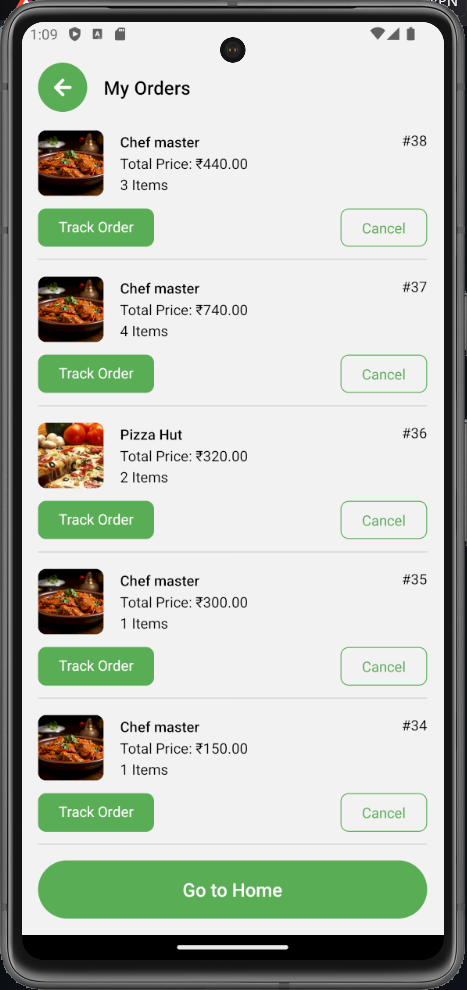 PN
1:09
My Orders
Chef master
#38
Total Price: ₹440.00
3 Items
Track Order
Cancel
Chef master
#37
Total Price: ₹740.00
4 Items
Track Order
Cancel
Pizza Hut
#36
Total Price: ₹320.00
2 Items
Track Order
Cancel
Chef master
#35
Total Price: ₹300.00
1 Items
Track Order
Cancel
Chef master
#34
Total Price: ₹150.00
1 Items
Track Order
Cancel
Go to Home